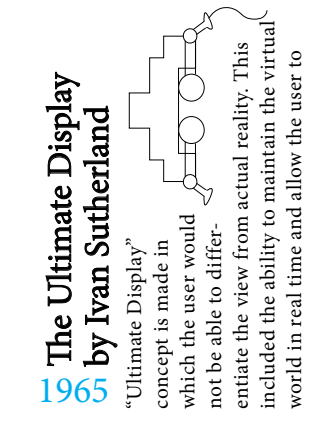 The Ultimate Display
by Ivan Sutherland
1965
“Ultimate Display”
concept is made in
which the user would
not be able to differ-
entiate the view from actual reality. This
included the ability to maintain the virtual
world in real time and allow the user to